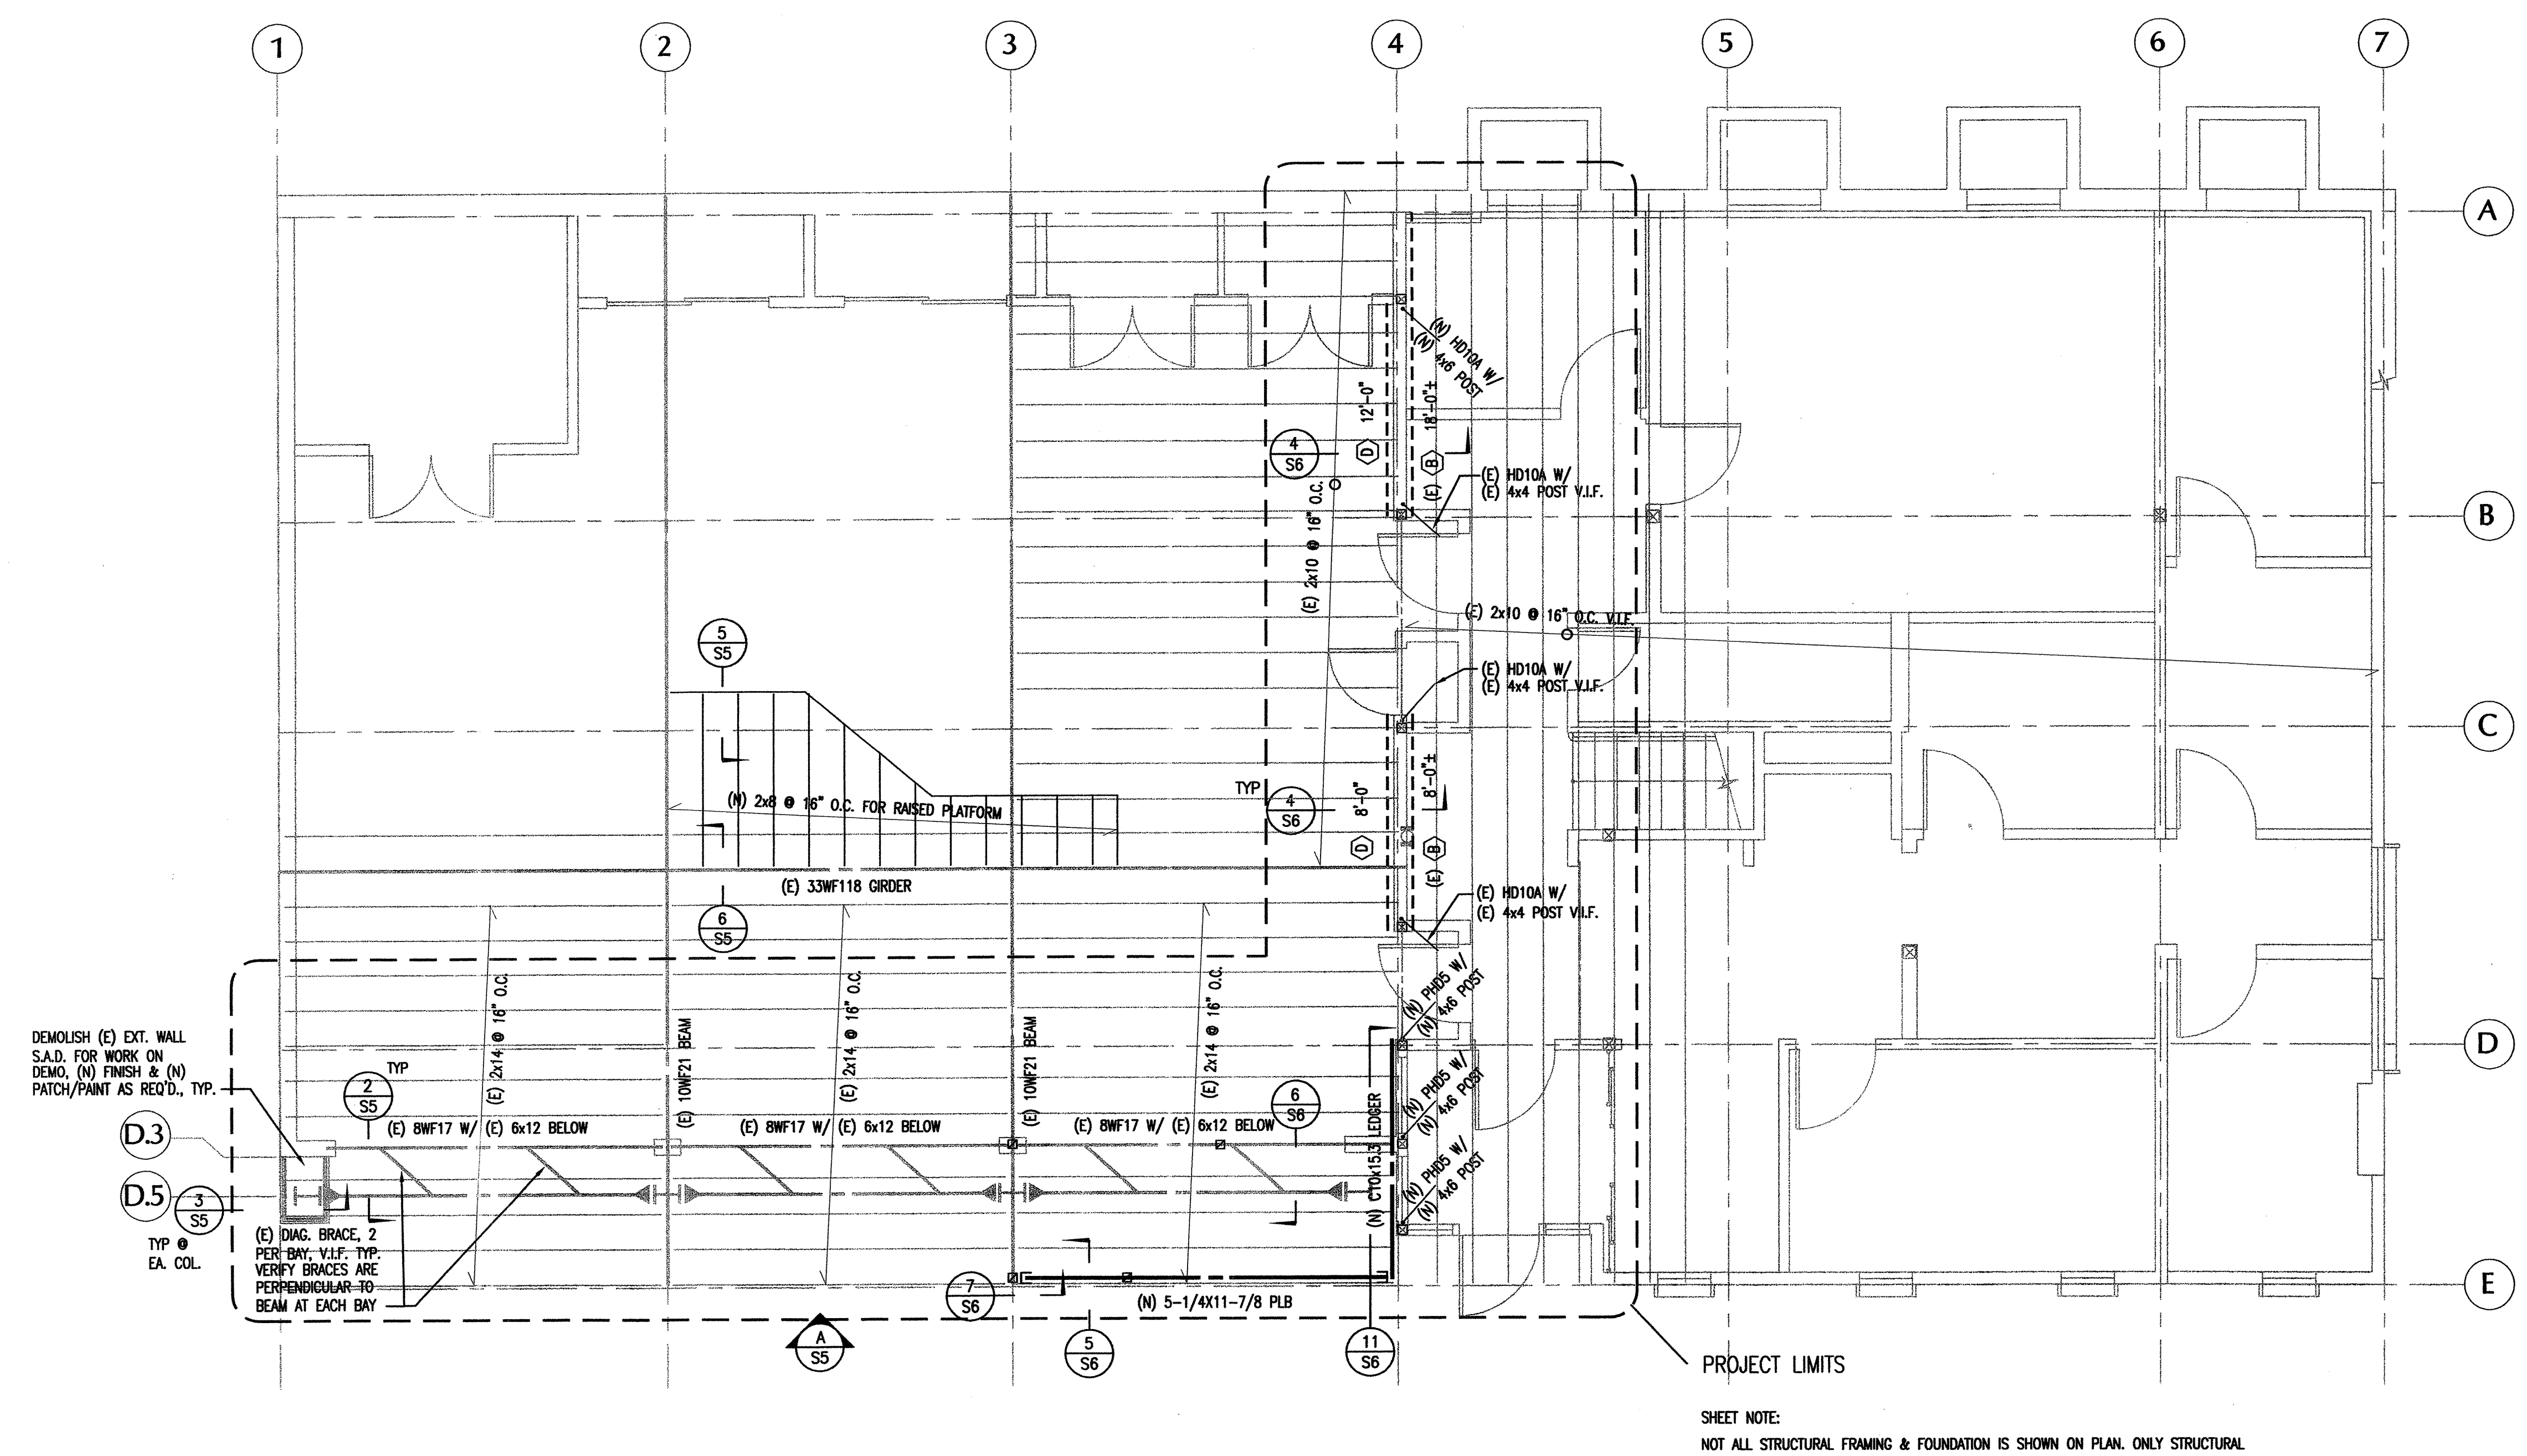 1
2
3
4
5
6
7
A
B
C
D
E
D.3
D.5
(N) HD10A W/
(N) 4x6 POST
12'-0"
D
18'-0"±
(E) B
4
S6
(E) HD10A W/
(E) 4x4 POST V.I.F.
(E) 2x10 @ 16" O.C.
(E) 2x10 @ 16" O.C. V.I.F.
5
S5
(E) HD10A W/
(E) 4x4 POST V.I.F.
(N) 2x8 @ 16" O.C. FOR RAISED PLATFORM
TYP
4
S6
8'-0"
D
8'-0"±
(E) B
(E) 33WF118 GIRDER
6
S5
(E) HD10A W/
(E) 4x4 POST V.I.F.
(E) 2x14 @ 16" O.C.
(E) 2x14 @ 16" O.C.
(E) 2x14 @ 16" O.C.
(E) 10WF21 BEAM
(E) 10WF21 BEAM
(N) PHD5 W/
(N) 4x6 POST
(N) PHD5 W/
(N) 4x6 POST
(N) PHD5 W/
(N) 4x6 POST
DEMOLISH (E) EXT. WALL
S.A.D. FOR WORK ON
DEMO, (N) FINISH & (N)
PATCH/PAINT AS REQ'D., TYP.
2
S5
TYP
(E) 8WF17 W/ (E) 6x12 BELOW
(E) 8WF17 W/ (E) 6x12 BELOW
(E) 8WF17 W/ (E) 6x12 BELOW
6
S6
(N) C10x15.3 LEDGER
3
S5
TYP @
EA. COL.
(E) DIAG. BRACE, 2
PER BAY, V.I.F. TYP.
VERIFY BRACES ARE
PERPENDICULAR TO
BEAM AT EACH BAY
7
S6
(N) 5-1/4X11-7/8 PLB
A
S5
5
S6
11
S6
PROJECT LIMITS
SHEET NOTE:
NOT ALL STRUCTURAL FRAMING & FOUNDATION IS SHOWN ON PLAN. ONLY STRUCTURAL